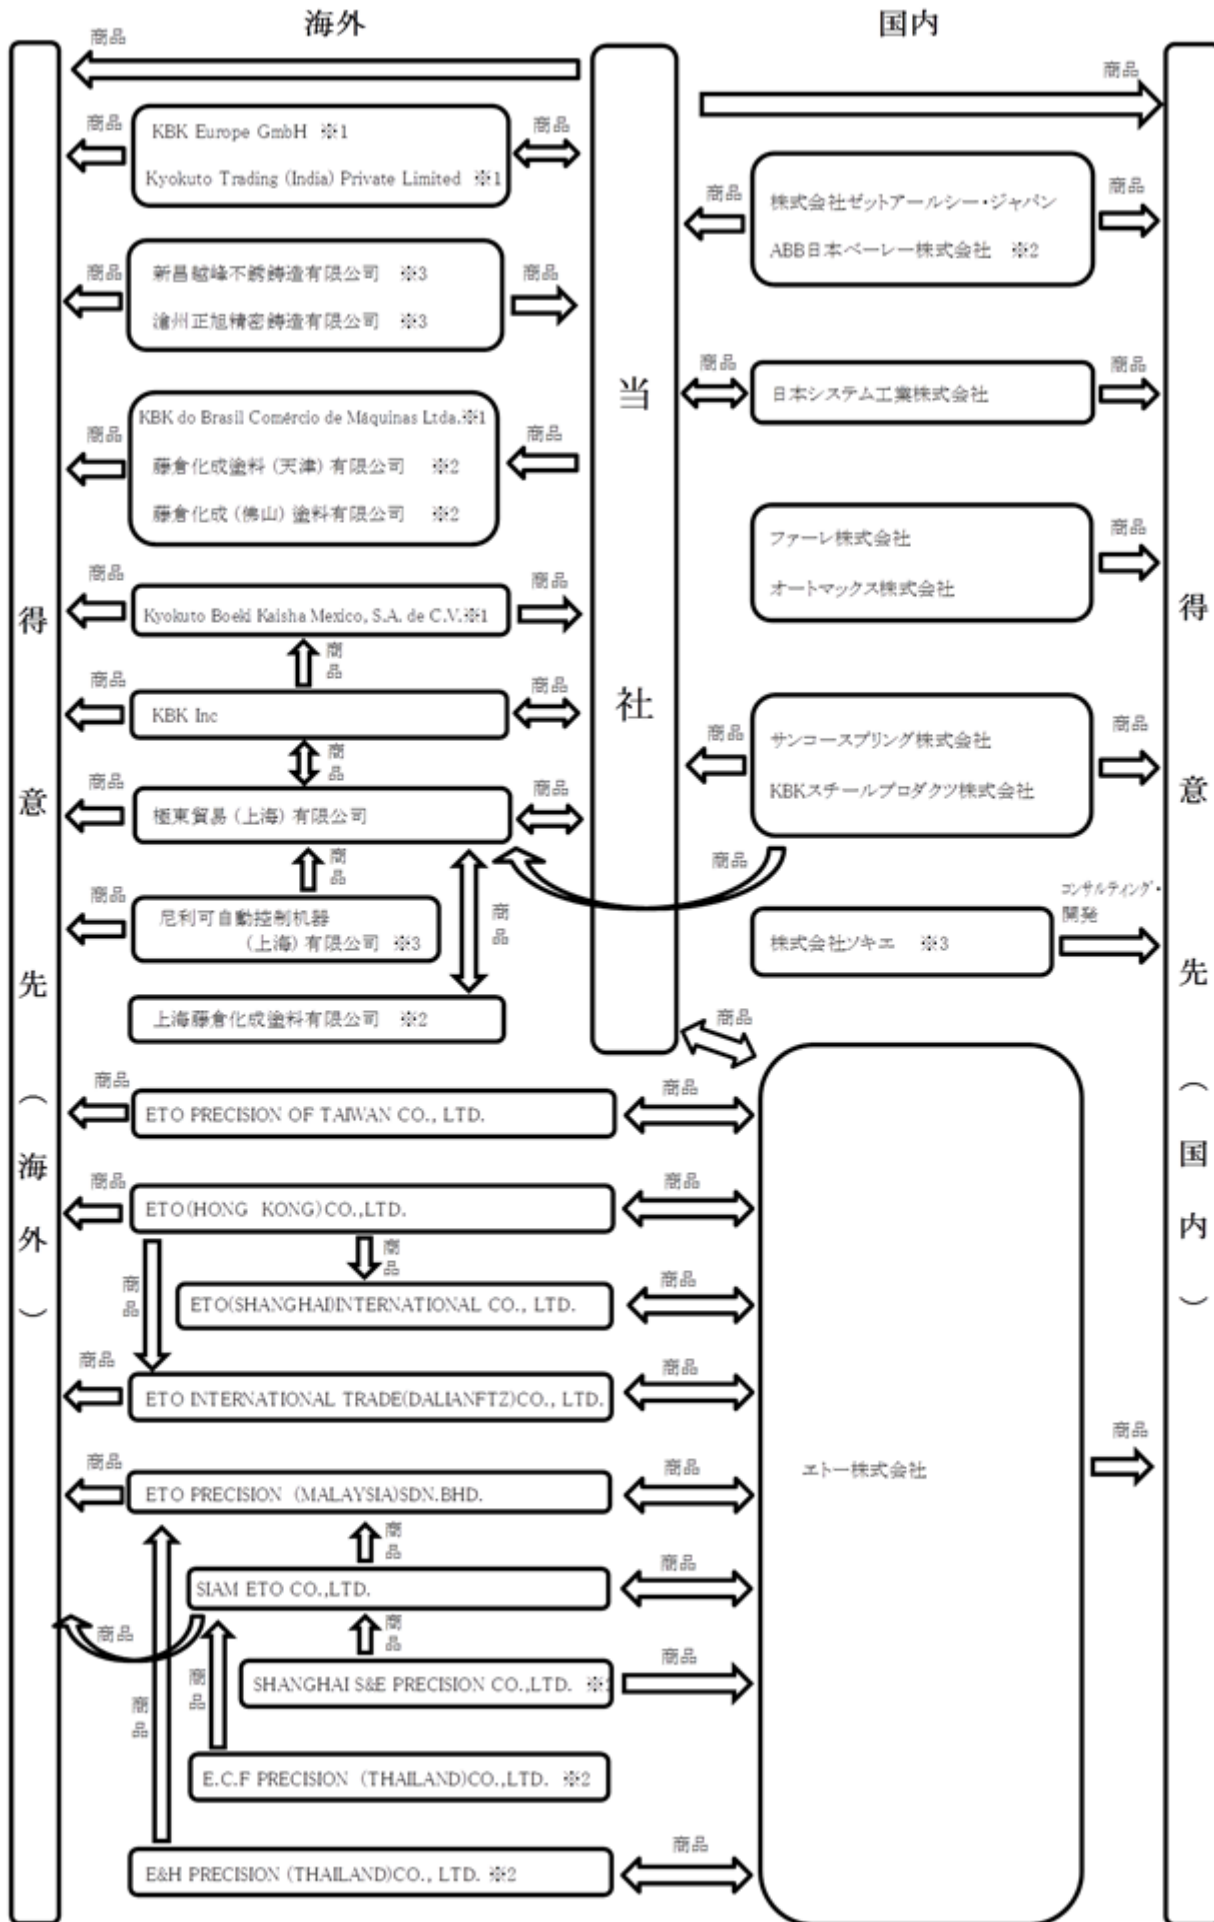 海外
国内
商品
商品
商品
KBK Europe GmbH ※1
商品
Kyokuto Trading (India) Private Limited ※1
商品
株式会社ゼットアールシー・ジャパン
ABB日本ベーレー株式会社 ※2
商品
商品
新昌越峰不銹鋳造有限公司 ※3
滄州正旭精密鋳造有限公司 ※3
商品
商品
日本システム工業株式会社
商品
商品
KBK do Brasil Comércio de Máquinas Ltda.※1
藤倉化成塗料(天津)有限公司 ※2
藤倉化成(佛山)塗料有限公司 ※2
商品
ファーレ株式会社
オートマックス株式会社
商品
商品
Kyokuto Boeki Kaisha Mexico, S.A. de C.V.※1
商品
商品
商品
KBK Inc
商品
商品
サンコースプリング株式会社
KBKスチールプロダクツ株式会社
商品
商品
商品
極東貿易(上海)有限公司
商品
商品
商品
商品
尼利可自動控制机器
(上海)有限公司 ※3
商品
株式会社ソキエ ※3
コンサルティング・
開発
上海藤倉化成塗料有限公司 ※2
当社
得意先(海外)
得意先(国内)
商品
商品
ETO PRECISION OF TAIWAN CO., LTD.
商品
商品
ETO(HONG KONG)CO.,LTD.
商品
商品
商品
ETO(SHANGHAI)INTERNATIONAL CO., LTD.
商品
商品
ETO INTERNATIONAL TRADE(DALIANFTZ)CO., LTD.
商品
ヱトー株式会社
商品
商品
ETO PRECISION (MALAYSIA)SDN.BHD.
商品
商品
SIAM ETO CO.,LTD.
商品
商品
商品
SHANGHAI S&E PRECISION CO.,LTD.
商品
商品
商品
E.C.F PRECISION (THAILAND)CO.,LTD. ※2
E&H PRECISION (THAILAND)CO., LTD. ※2
商品